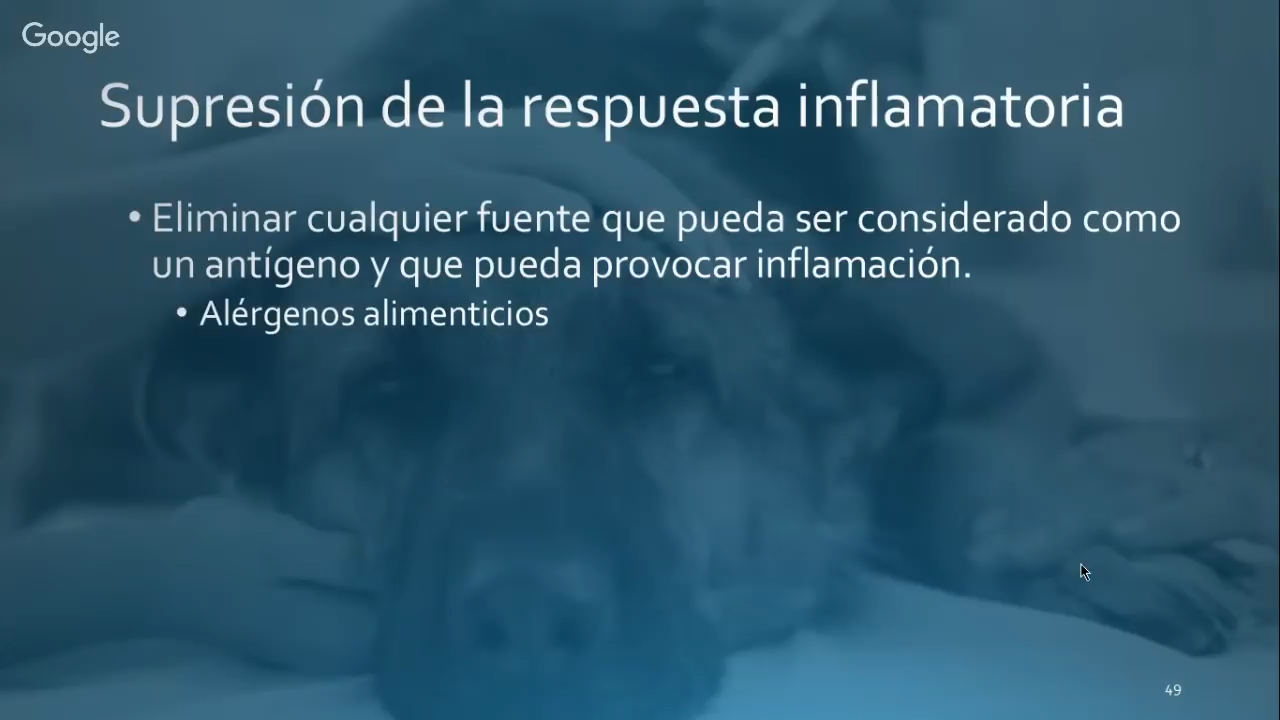 Google
Supresión de la respuesta inflamatoria
• Eliminar cualquier fuente que pueda ser considerado como
un antígeno y que pueda provocar inflamación.
• Alérgenos alimenticios
49